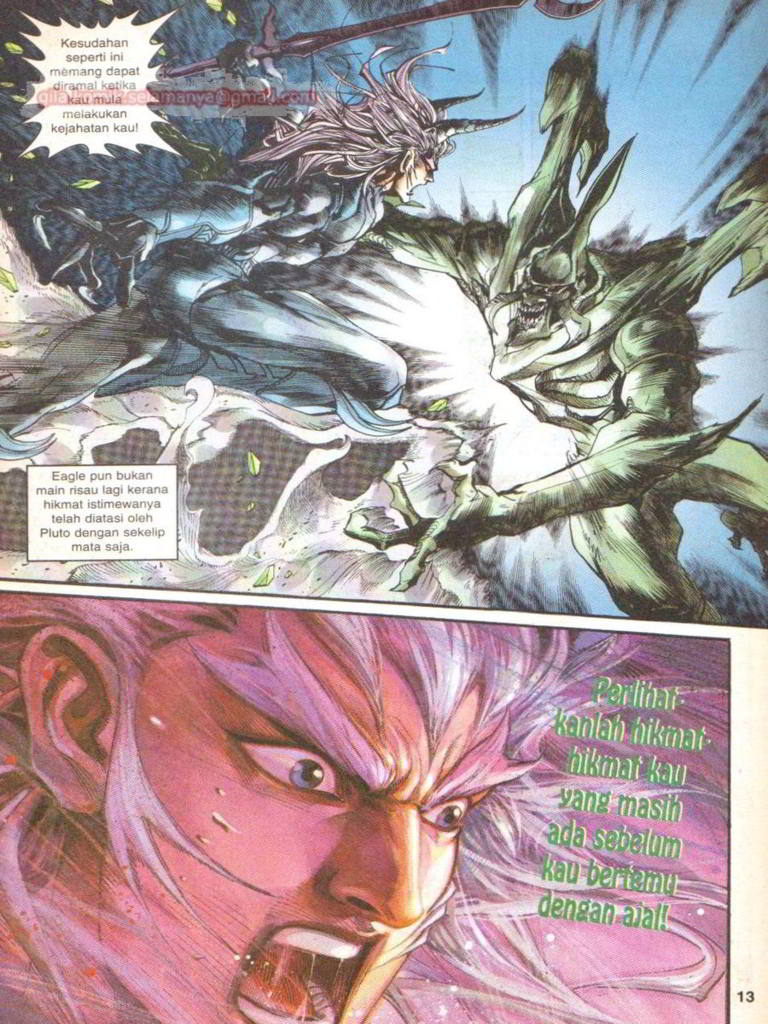 Kesudahan
seperti ini
memang dapat
diramal ketika
kau mula
melakukan
kejahatan kau!
Eagle pun bukan
main risau lagi kerana
hikmat istimewanya
telah diatasi oleh
Pluto dengan sekelip
mata saja.
Perlihat-
kanlah hikmat-
hikmat kau
yang masih
ada sebelum
kau bertemu
dengan ajal!
13